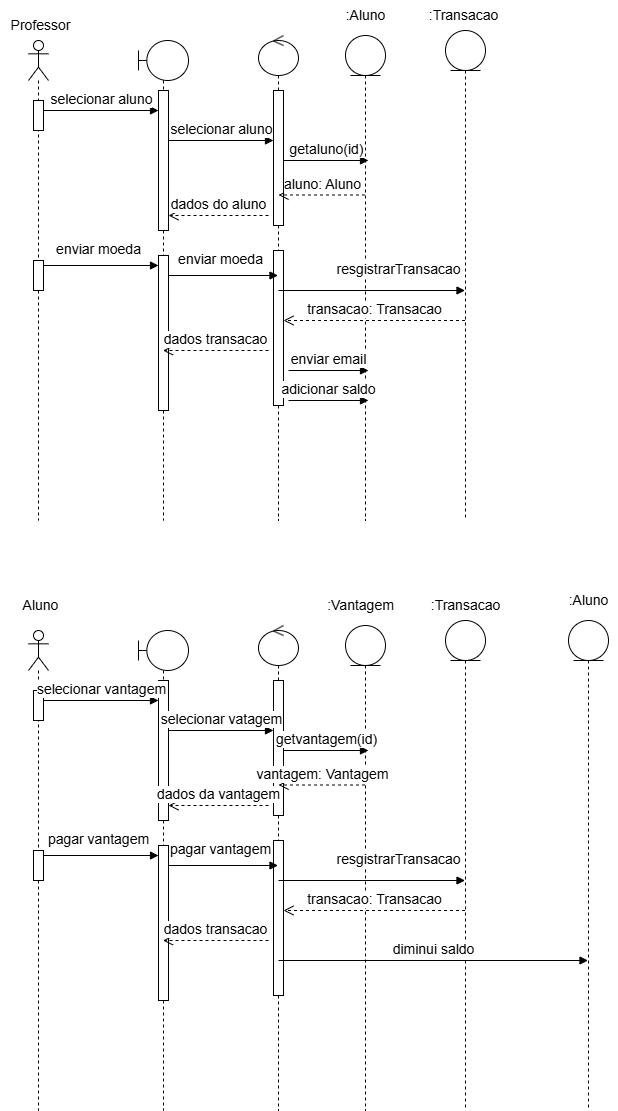 :Aluno
:Transacao
Professor
selecionar aluno
selecionar aluno
getaluno(id)
aluno: Aluno
dados do aluno
enviar moeda
enviar moeda
resgistrarTransacao
transacao: Transacao
dados transacao
enviar email
adicionar saldo
Aluno
:Vantagem
:Transacao
:Aluno
selecionar vantagem
selecionar vatagem
getvantagem(id)
vantagem: Vantagem
dados da vantagem
pagar vantagem
pagar vantagem
resgistrarTransacao
transacao: Transacao
dados transacao
diminui saldo